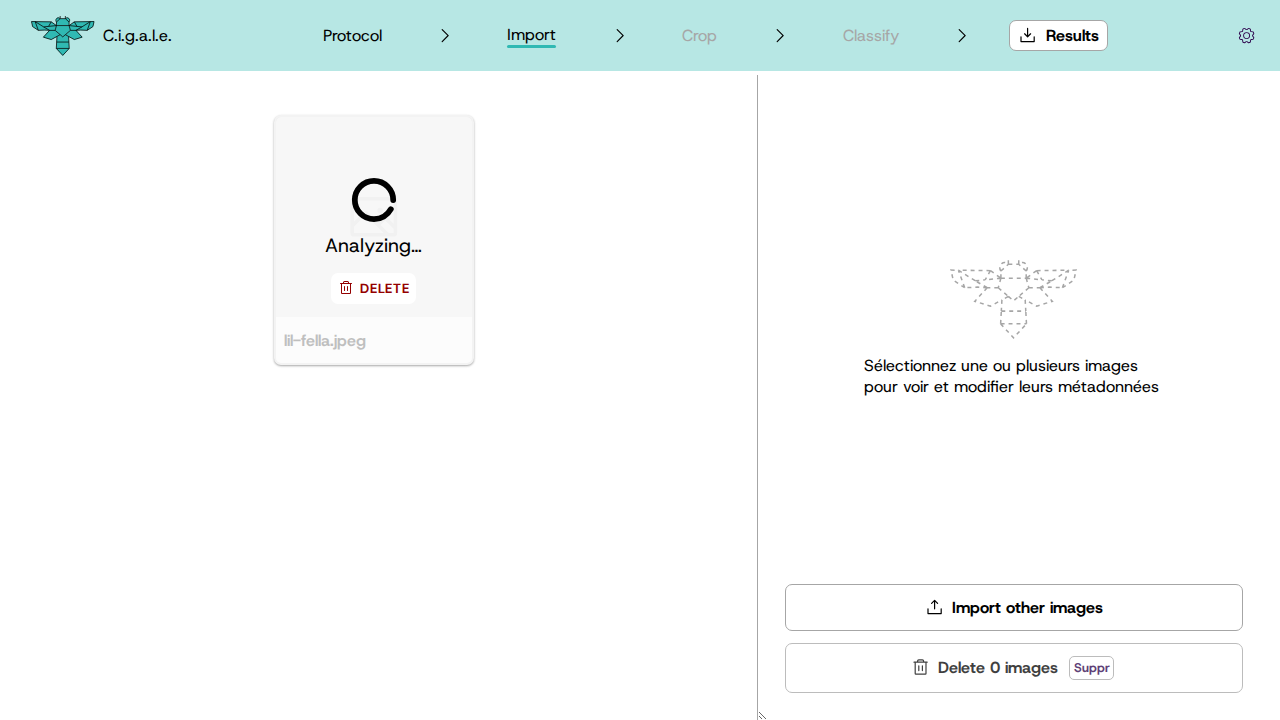 C.i.g.a.l.e.
Protocol
Import
Crop
Classify
Results
Analyzing...
DELETE
lil-fella.jpeg
Sélectionnez une ou plusieurs images
pour voir et modifier leurs métadonnées
Import other images
Delete 0 images Suppr